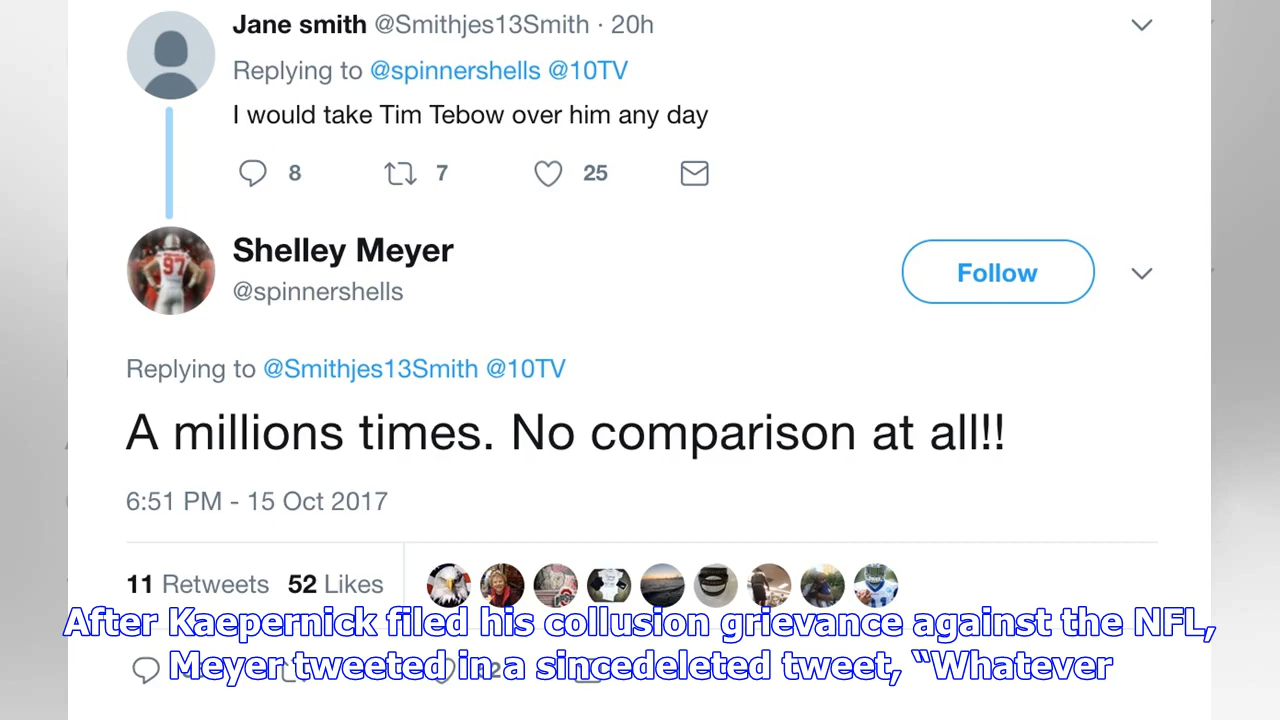 Jane smith @Smithjes13Smith · 20h
Replying to @spinnershells @10TV
I would take Tim Tebow over him any day
8 7 25
Shelley Meyer
@spinnershells
Follow
Replying to @Smithjes13Smith @10TV
A millions times. No comparison at all!!
6:51 PM - 15 Oct 2017
11 Retweets 52 Likes
After Kaepernick filed his collusion grievance against the NFL,
Meyer tweeted in a sincedeleted tweet, “Whatever